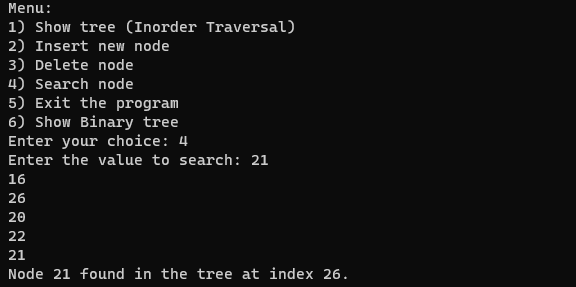 Menu:
1) Show tree (Inorder Traversal)
2) Insert new node
3) Delete node
4) Search node
5) Exit the program
6) Show Binary tree
Enter your choice: 4
Enter the value to search: 21
16
26
20
22
21
Node 21 found in the tree at index 26.